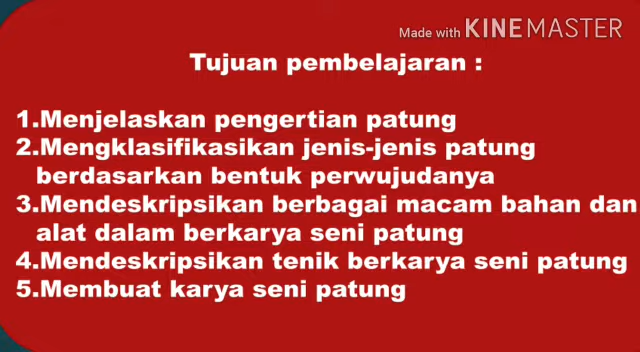 Made with KINEMASTER
Tujuan pembelajaran :
1.Menjelaskan pengertian patung
2.Mengklasifikasikan jenis-jenis patung
berdasarkan bentuk perwujudanya
3.Mendeskripsikan berbagai macam bahan dan
alat dalam berkarya seni patung
4.Mendeskripsikan tenik berkarya seni patung
5.Membuat karya seni patung